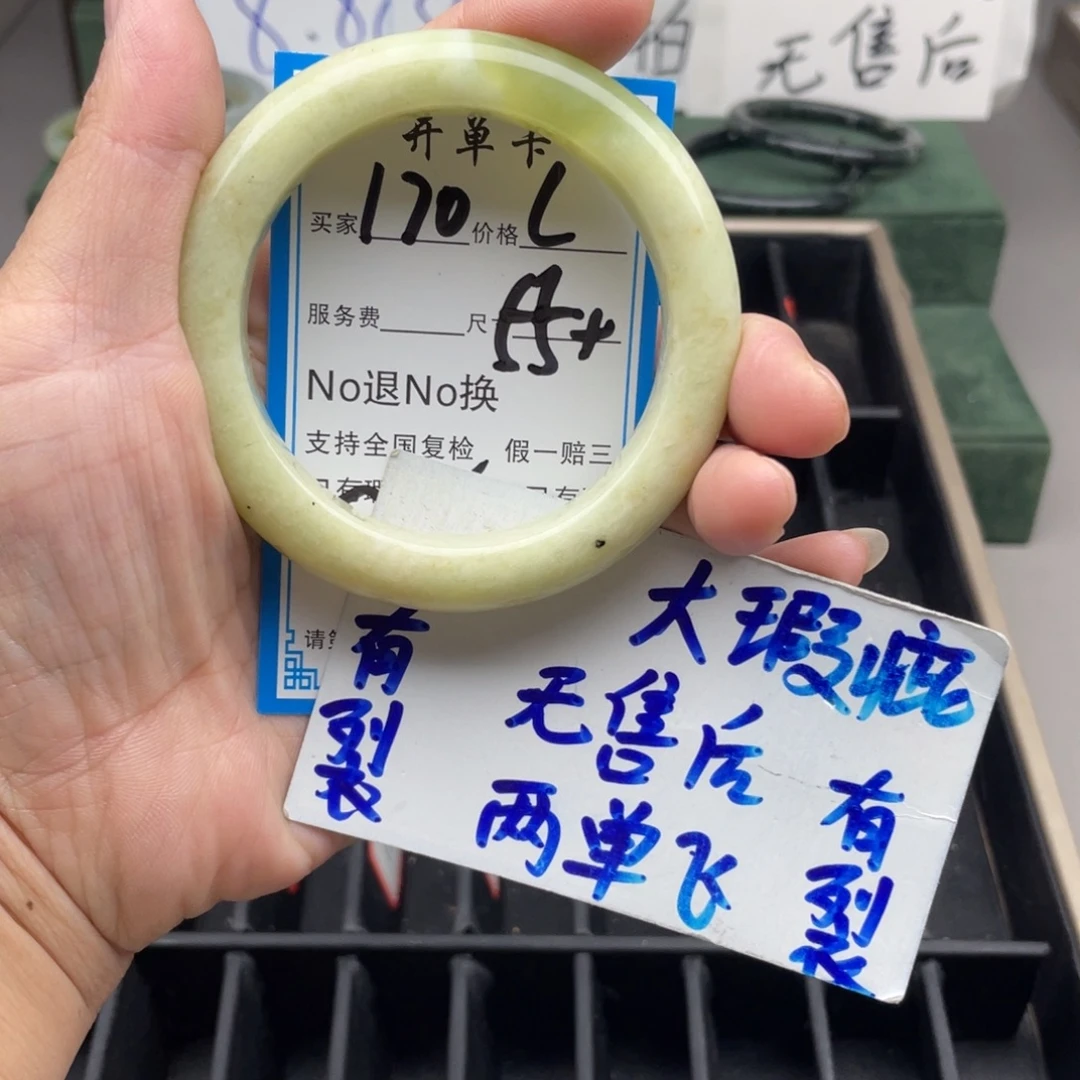 无售后
开单卡
买家 170 价格 L
服务费 尺 55+
No退No换
支持全国复检 假一赔三
请
大瑕疵
无售后
两单飞
有裂
有裂